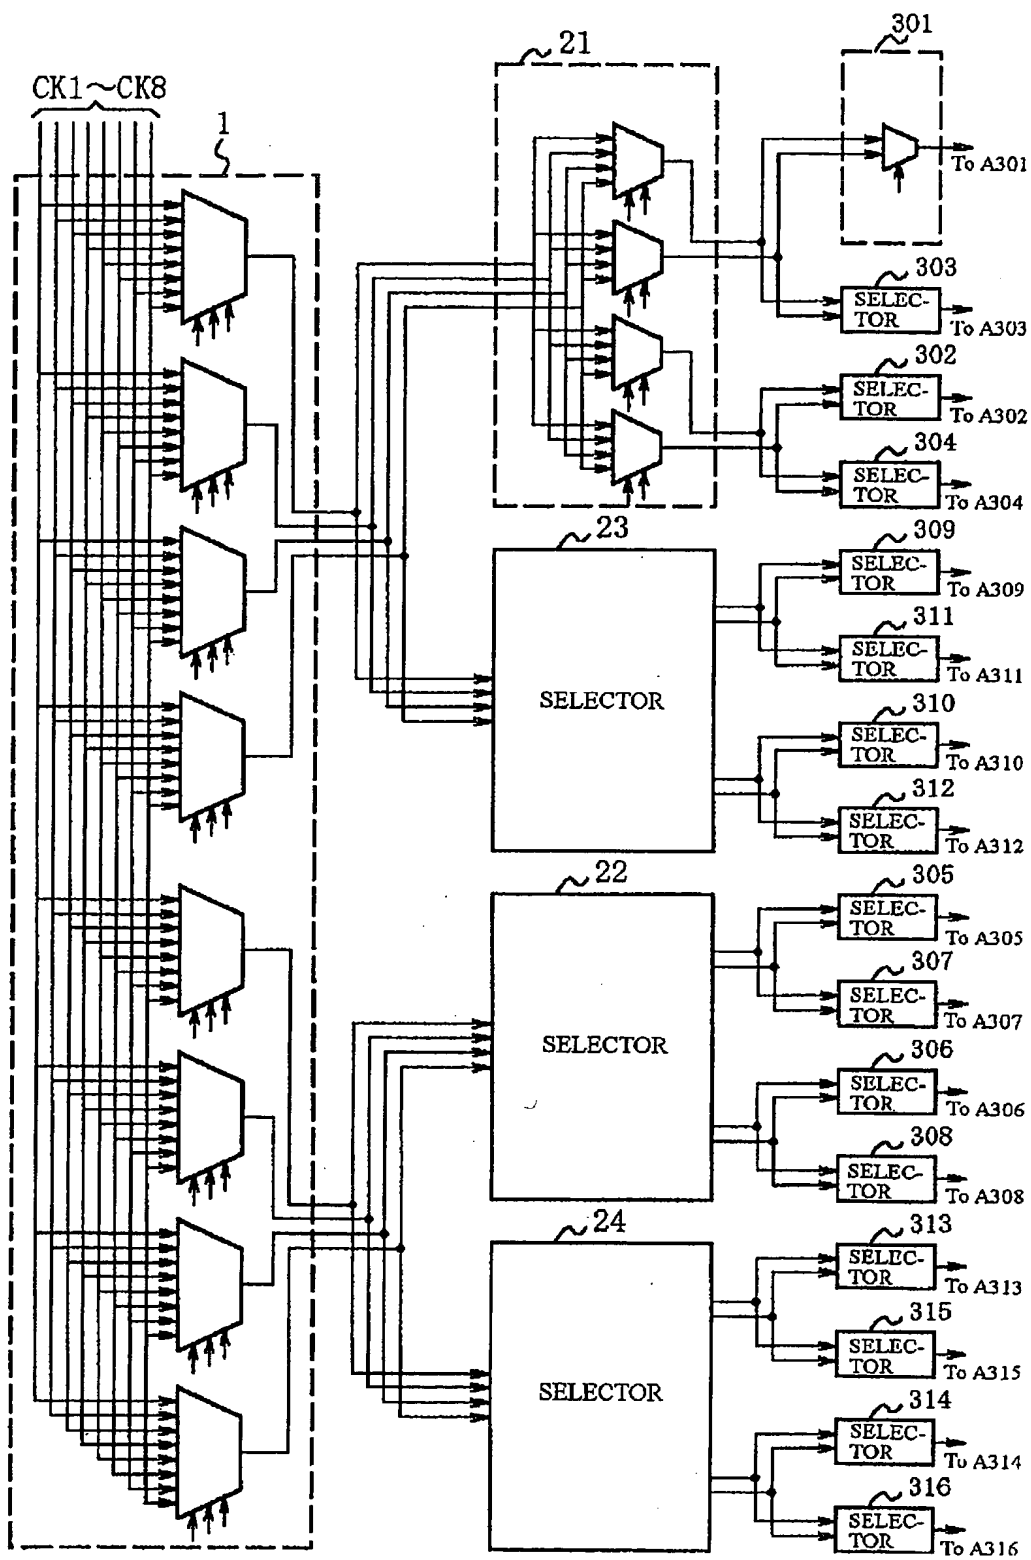 CK1～CK8
1
21
301
To A301
303
SELEC-
TOR
To A303
302
SELEC-
TOR
To A302
304
SELEC-
TOR
To A304
23
SELECTOR
309
SELEC-
TOR
To A309
311
SELEC-
TOR
To A311
310
SELEC-
TOR
To A310
312
SELEC-
TOR
To A312
22
SELECTOR
305
SELEC-
TOR
To A305
307
SELEC-
TOR
To A307
306
SELEC-
TOR
To A306
308
SELEC-
TOR
To A308
24
SELECTOR
313
SELEC-
TOR
To A313
315
SELEC-
TOR
To A315
314
SELEC-
TOR
To A314
316
SELEC-
TOR
To A316